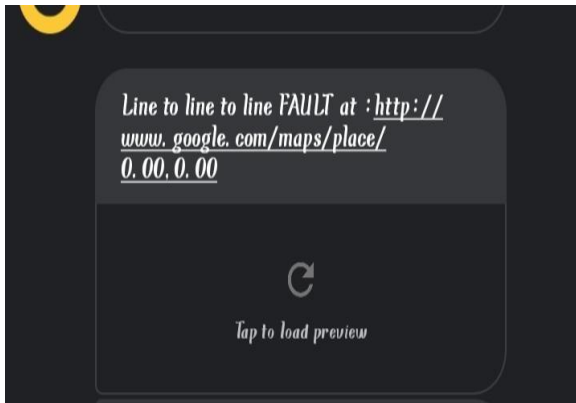 Line to line to line FAULT at :http://
www.google.com/maps/place/
0.00,0.00
Tap to load preview